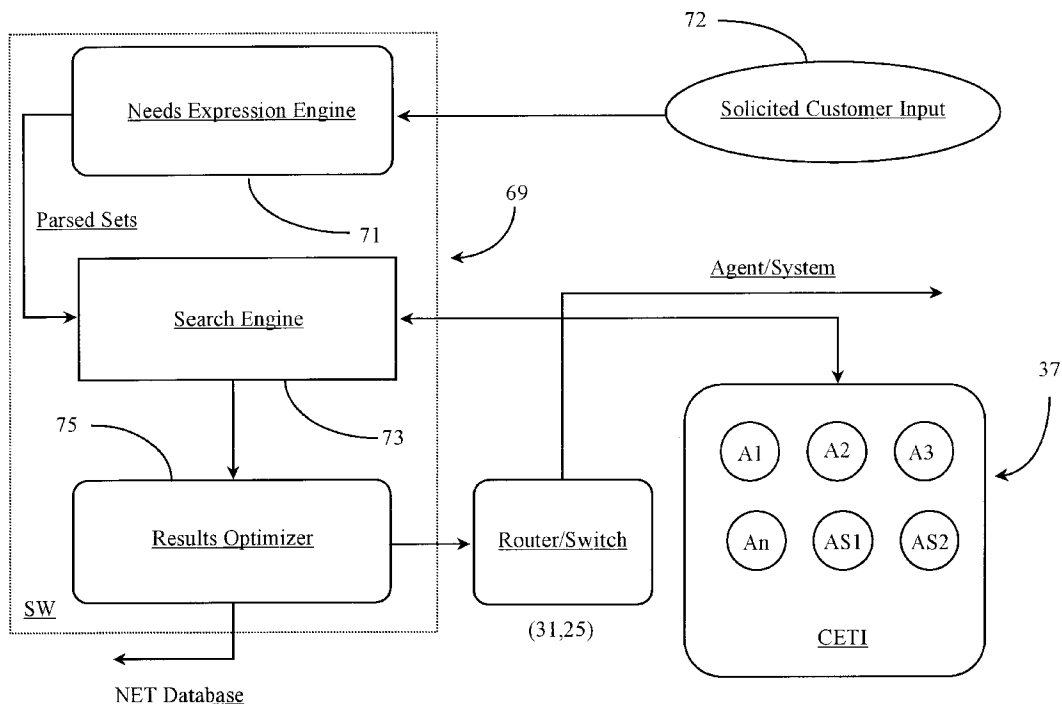 72
Needs Expression Engine
Solicited Customer Input
69
Parsed Sets
71
Agent/System
Search Engine
37
75
73
A1 A2 A3
Results Optimizer
Router/Switch
An AS1 AS2
SW
(31,25)
CETI
NET Database